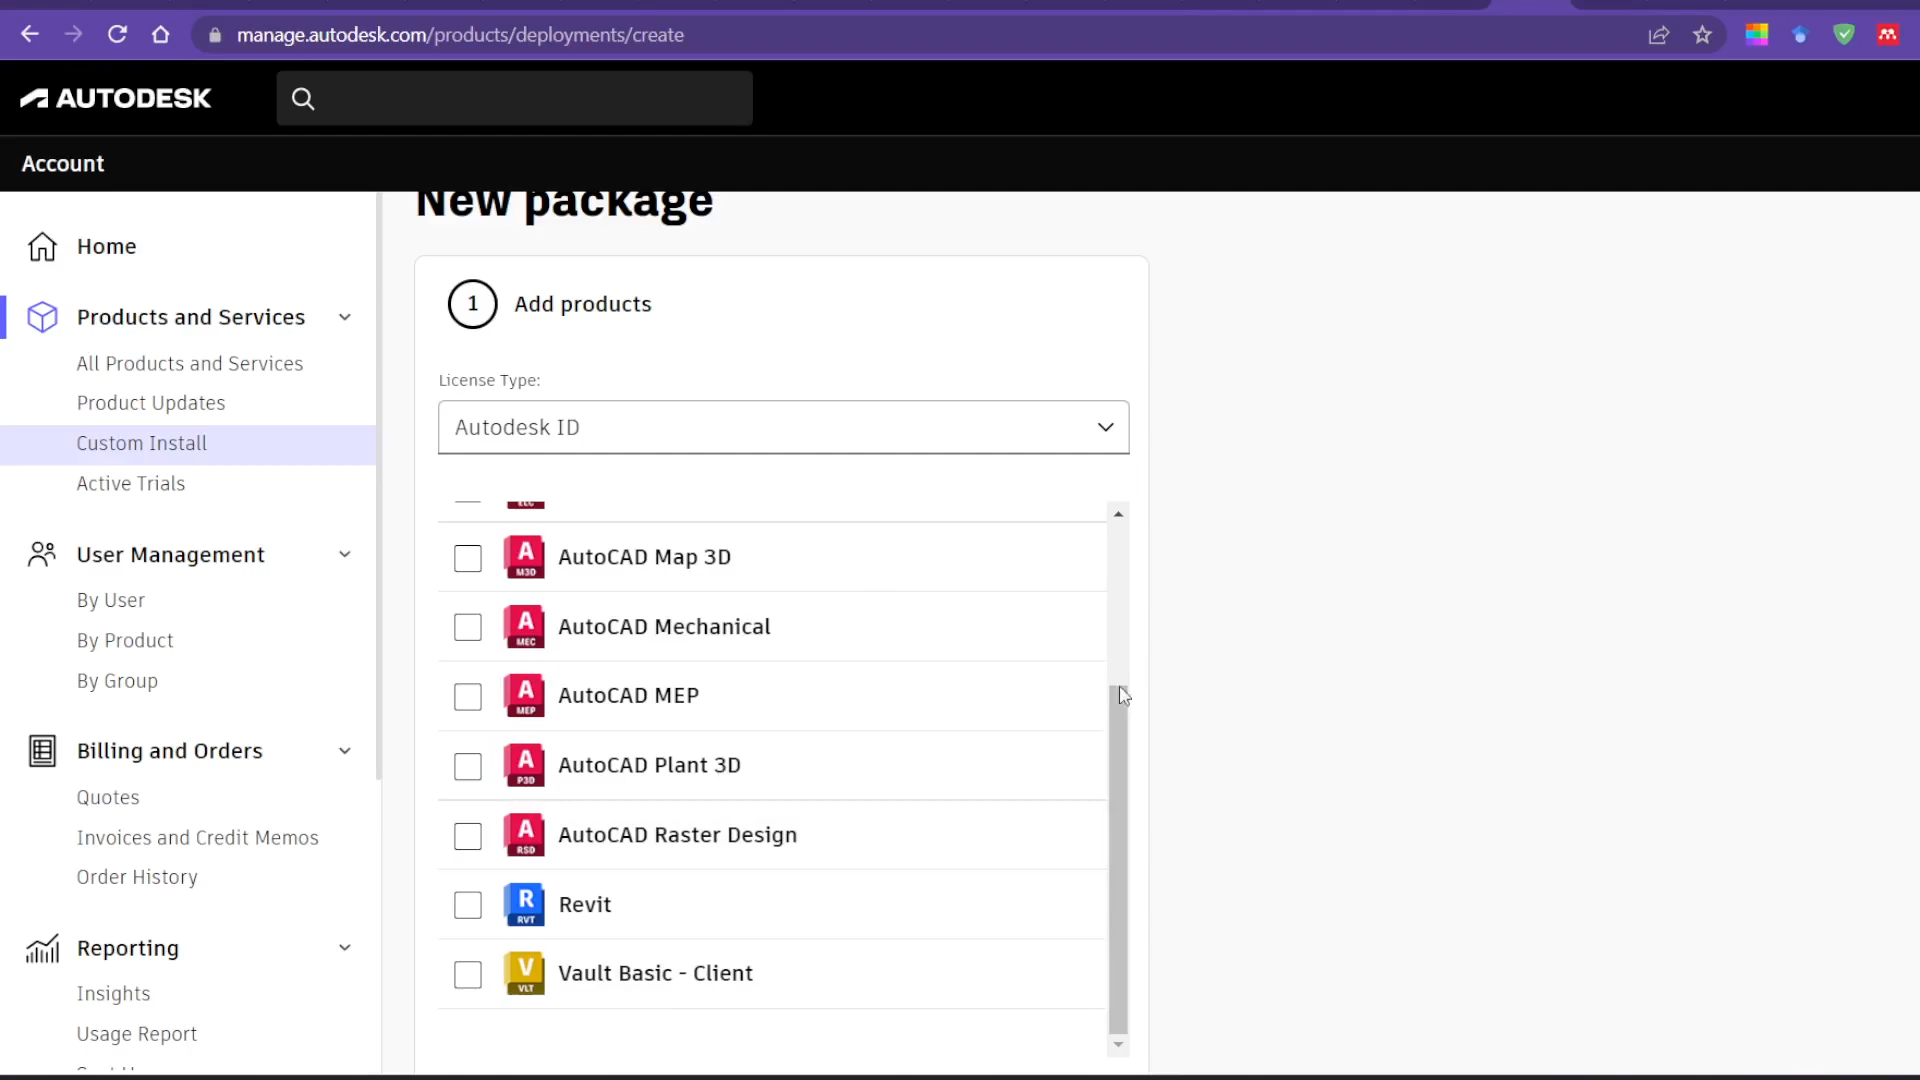 manage.autodesk.com/products/deployments/create
AUTODESK
Account
New package
Home
Products and Services
All Products and Services
Product Updates
Custom Install
Active Trials
User Management
By User
By Product
By Group
Billing and Orders
Quotes
Invoices and Credit Memos
Order History
Reporting
Insights
Usage Report
1 Add products
License Type:
Autodesk ID
A M3D AutoCAD Map 3D
A MEC AutoCAD Mechanical
A MEP AutoCAD MEP
A P3D AutoCAD Plant 3D
A RSD AutoCAD Raster Design
R RVT Revit
V VLT Vault Basic - Client